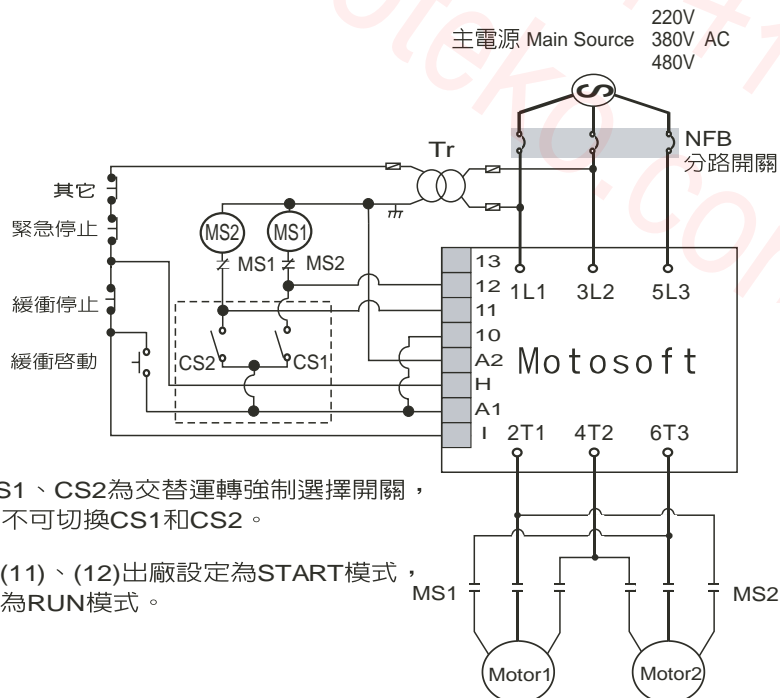 220V
主電源 Main Source 380V AC
480V
NFB
分路開關
Tr
其它
緊急停止
緩衝停止
緩衝啓動
MS2
MS1
MS1
MS2
CS2
CS1
13
12
11
10
A2
H
A1
I
1L1 3L2 5L3
Motosoft
2T1 4T2 6T3
S1、CS2為交替運轉強制選擇開關，
不可切換CS1和CS2。
(11)、(12)出廠設定為START模式，
為RUN模式。
MS1
MS2
Motor1
Motor2